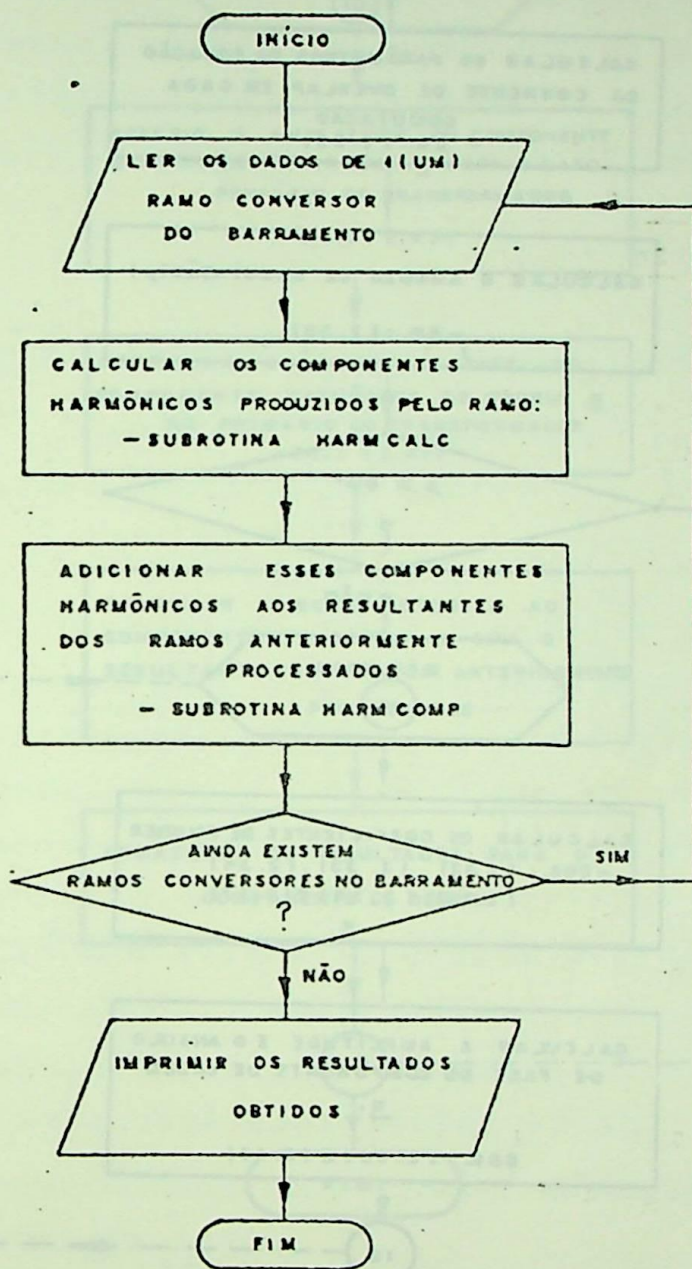 INÍCIO
LER OS DADOS DE 1(UM)
RAMO CONVERSOR
DO BARRAMENTO
CALCULAR OS COMPONENTES
HARMÔNICOS PRODUZIDOS PELO RAMO:
- SUBROTINA HARMCALC
ADICIONAR ESSES COMPONENTES
HARMÔNICOS AOS RESULTANTES
DOS RAMOS ANTERIORMENTE
PROCESSADOS
- SUBROTINA HARMCOMP
AINDA EXISTEM
RAMOS CONVERSORES NO BARRAMENTO
?
SIM
NÃO
IMPRIMIR OS RESULTADOS
OBTIDOS
FIM